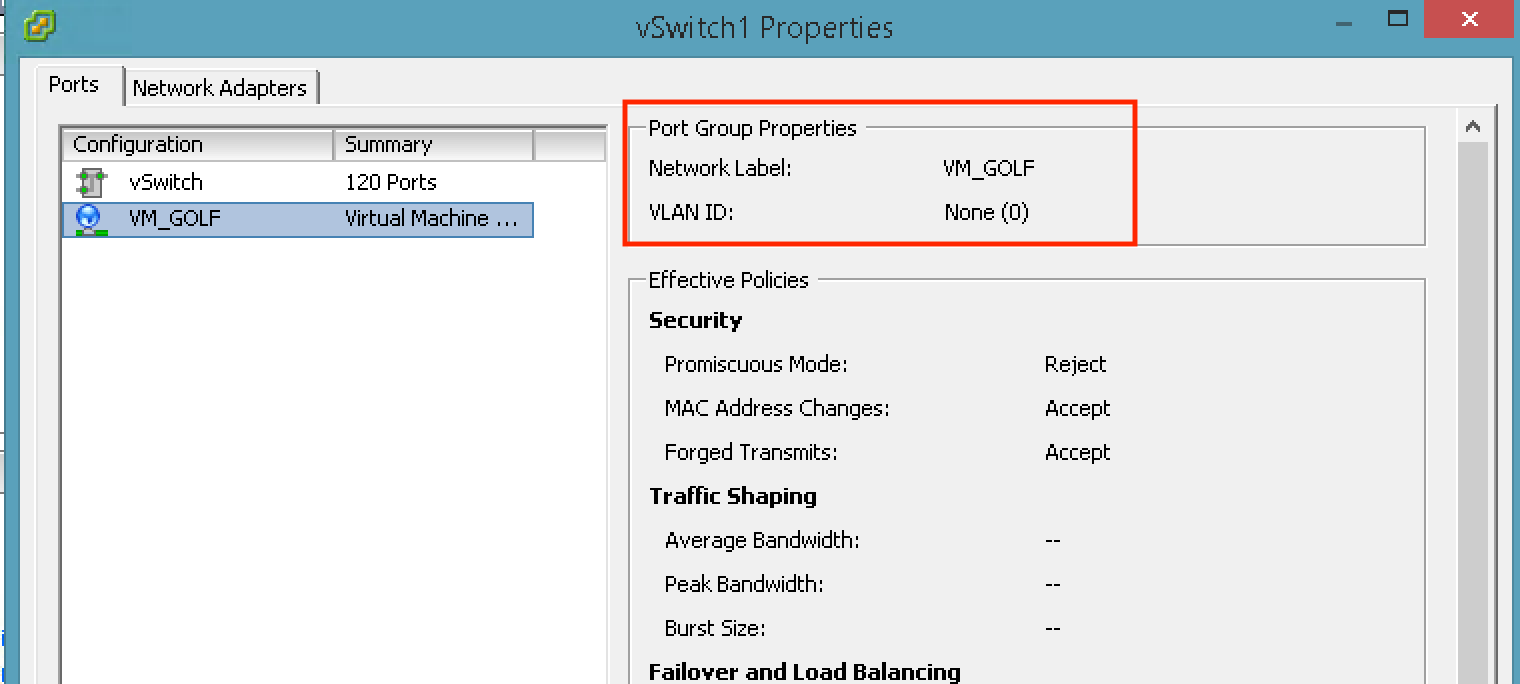 vSwitch1 Properties
Ports
Network Adapters
Configuration Summary
vSwitch 120 Ports
VM_GOLF Virtual Machine ...
Port Group Properties
Network Label: VM_GOLF
VLAN ID: None (0)
Effective Policies
Security
Promiscuous Mode: Reject
MAC Address Changes: Accept
Forged Transmits: Accept
Traffic Shaping
Average Bandwidth: --
Peak Bandwidth: --
Burst Size: --
Failover and Load Balancing